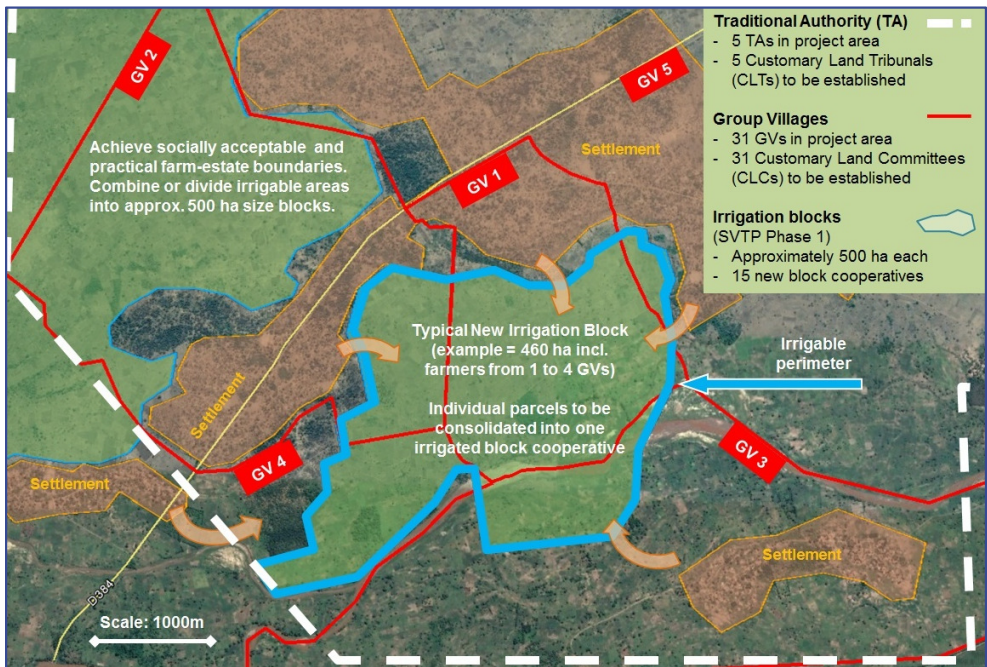 GV 2
Achieve socially acceptable and
practical farm-estate boundaries.
Combine or divide irrigable areas
into approx. 500 ha size blocks.
GV 5
GV 1
Settlement
Traditional Authority (TA)
- 5 TAs in project area
- 5 Customary Land Tribunals
(CLTs) to be established
Group Villages
- 31 GVs in project area
- 31 Customary Land Committees
(CLCs) to be established
Irrigation blocks
(SVTP Phase 1)
- Approximately 500 ha each
- 15 new block cooperatives
Typical New Irrigation Block
(example = 460 ha incl.
farmers from 1 to 4 GVs)
Individual parcels to be
consolidated into one
irrigated block cooperative
Irrigable
perimeter
Settlement
GV 4
GV 3
Settlement
Settlement
D384
Scale: 1000m